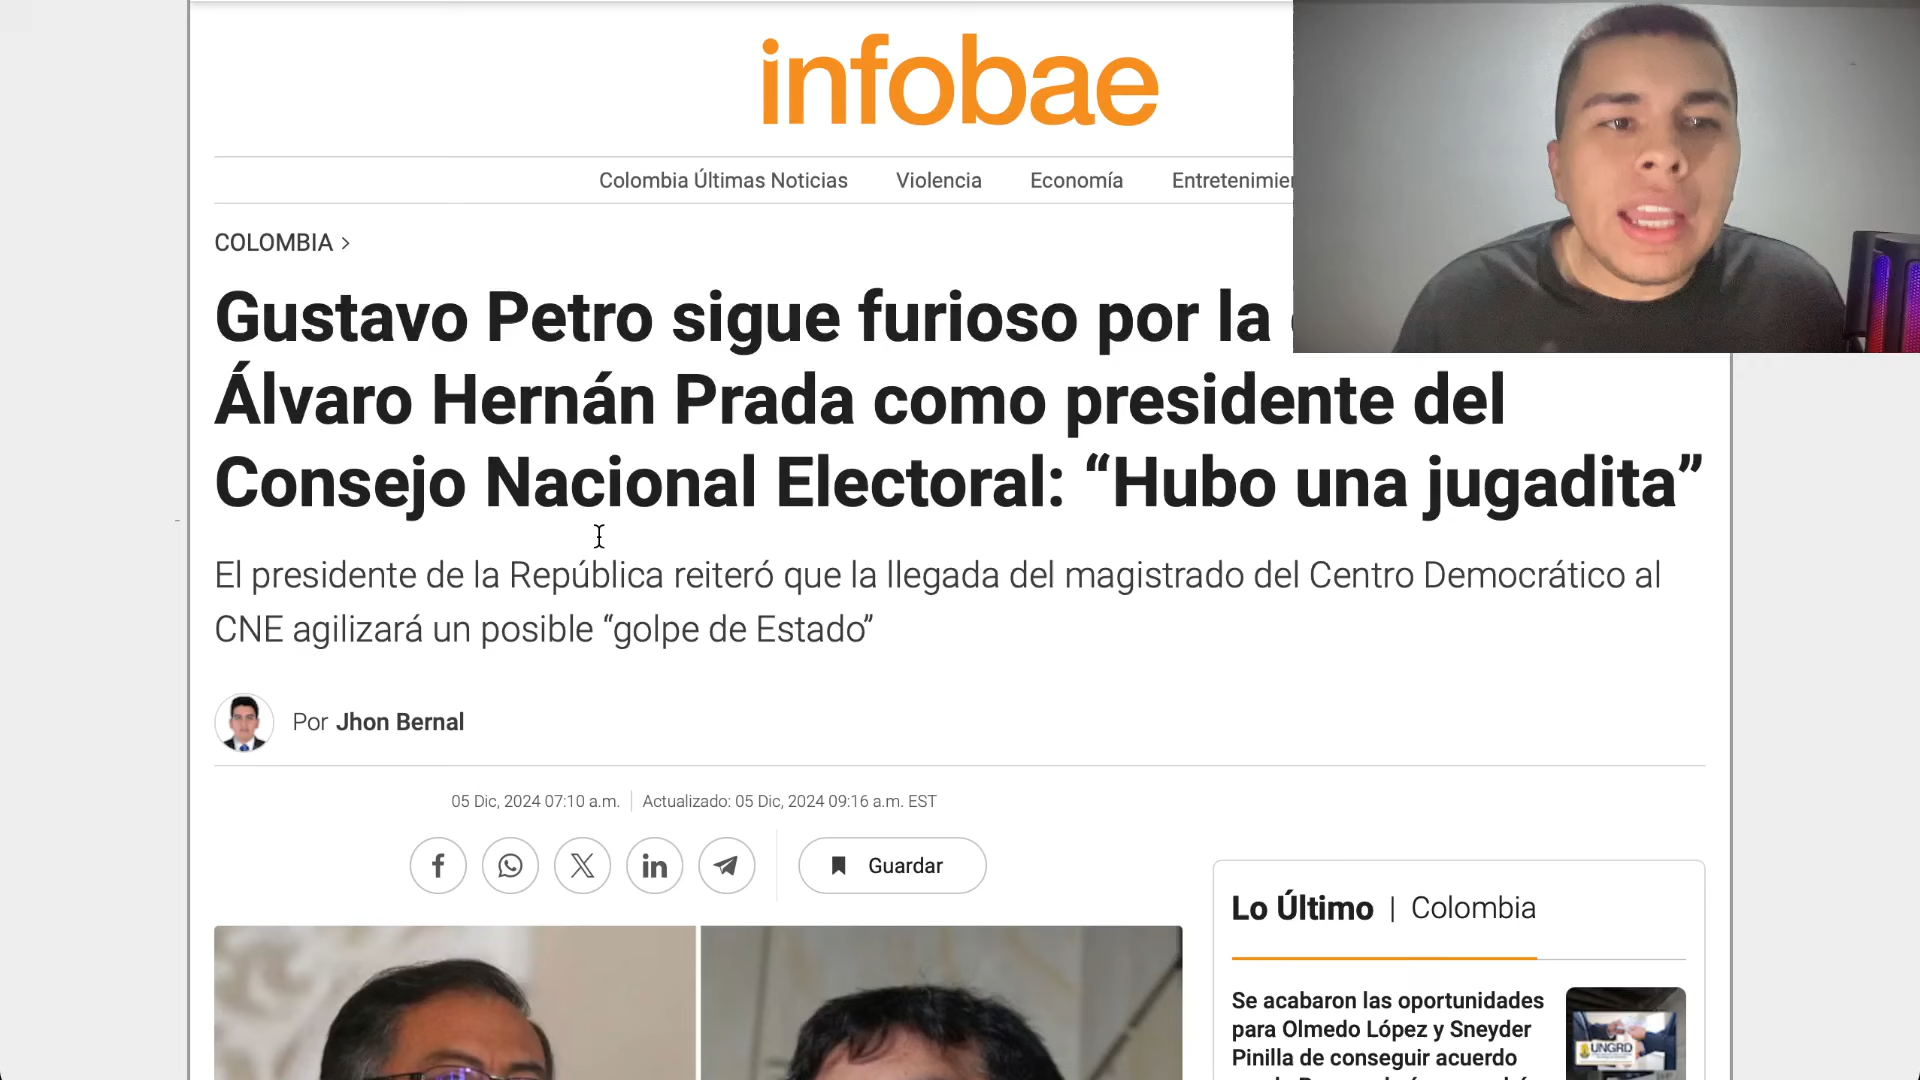 infobae
Colombia Últimas Noticias Violencia Economía
COLOMBIA >
Gustavo Petro sigue furioso por la
Álvaro Hernán Prada como presidente del
Consejo Nacional Electoral: “Hubo una jugadita”
El presidente de la República reiteró que la llegada del magistrado del Centro Democrático al
CNE agilizará un posible “golpe de Estado”
Por Jhon Bernal
05 Dic, 2024 07:10 a.m. | Actualizado: 05 Dic, 2024 09:16 a.m. EST
Guardar
Lo Último | Colombia
Se acabaron las oportunidades
para Olmedo López y Sneyder
Pinilla de conseguir acuerdo
UNGRD